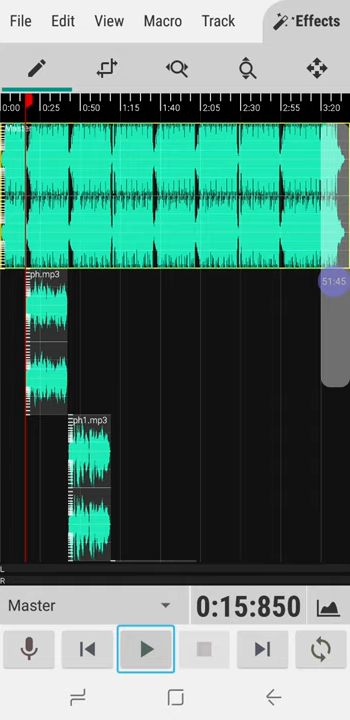 File Edit View Macro Track Effects
0:00 0:25 0:50 1:15 1:40 2:05 2:30 2:55 3:20
Master
ph.mp3
51:45
ph1.mp3
L
R
Master 0:15:850